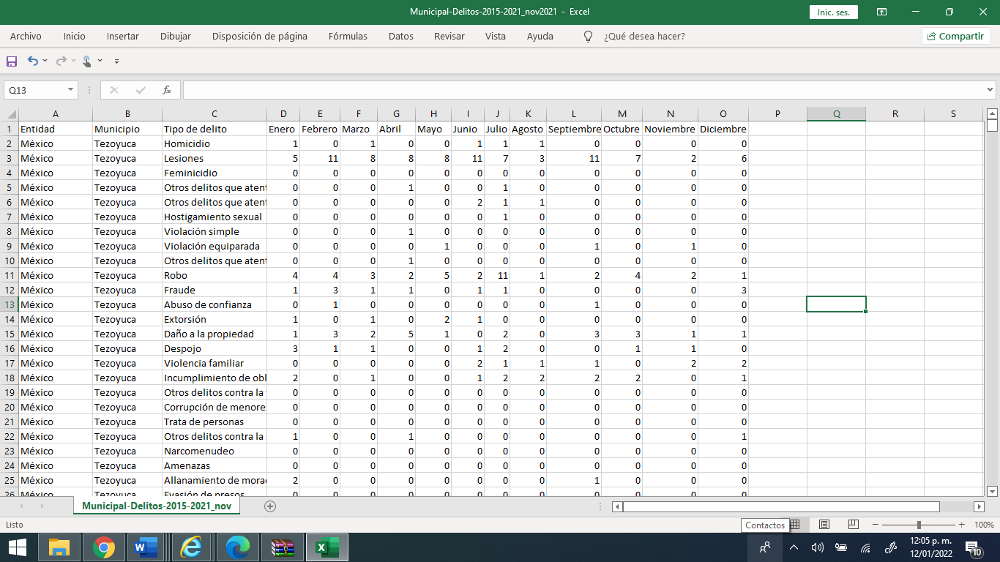 Municipal-Delitos-2015-2021_nov2021 - Excel
Inic. ses.
Archivo Inicio Insertar Dibujar Disposición de página Fórmulas Datos Revisar Vista Ayuda ¿Qué desea hacer? Compartir
Q13 fx
A B C D E F G H I J K L M N O P Q R S
1 Entidad Municipio Tipo de delito Enero Febrero Marzo Abril Mayo Junio Julio Agosto Septiembre Octubre Noviembre Diciembre
2 México Tezoyuca Homicidio 1 0 1 0 0 1 1 1 0 0 0 0
3 México Tezoyuca Lesiones 5 11 8 8 8 11 7 3 11 7 2 6
4 México Tezoyuca Feminicidio 0 0 0 0 0 0 0 0 0 0 0 0
5 México Tezoyuca Otros delitos que atent 0 0 0 1 0 0 1 0 0 0 0 0
6 México Tezoyuca Otros delitos que atent 0 0 0 0 0 2 1 1 0 0 0 0
7 México Tezoyuca Hostigamiento sexual 0 0 0 0 0 0 1 0 0 0 0 0
8 México Tezoyuca Violación simple 0 0 0 1 0 0 0 0 0 0 0 0
9 México Tezoyuca Violación equiparada 0 0 0 0 1 0 0 0 1 0 1 0
10 México Tezoyuca Otros delitos que atent 0 0 0 1 0 0 0 0 0 0 0 0
11 México Tezoyuca Robo 4 4 3 2 5 2 11 1 2 4 2 1
12 México Tezoyuca Fraude 1 3 1 1 0 1 1 0 0 0 0 3
13 México Tezoyuca Abuso de confianza 0 1 0 0 0 0 0 0 1 0 0 0
14 México Tezoyuca Extorsión 1 0 1 0 2 1 0 0 0 0 0 0
15 México Tezoyuca Daño a la propiedad 1 3 2 5 1 0 2 0 3 3 1 1
16 México Tezoyuca Despojo 3 1 1 0 0 1 2 0 0 1 1 0
17 México Tezoyuca Violencia familiar 0 0 0 0 0 2 1 1 1 0 2 2
18 México Tezoyuca Incumplimiento de obl 2 0 1 0 0 1 2 2 2 2 0 1
19 México Tezoyuca Otros delitos contra la 0 0 0 0 0 0 0 0 0 0 0 0
20 México Tezoyuca Corrupción de menore 0 0 0 0 0 0 0 0 0 0 0 0
21 México Tezoyuca Trata de personas 0 0 0 0 0 0 0 0 0 0 0 0
22 México Tezoyuca Otros delitos contra la 1 0 0 1 0 0 0 0 0 0 0 1
23 México Tezoyuca Narcomenudeo 0 0 0 0 0 0 0 0 0 0 0 0
24 México Tezoyuca Amenazas 0 0 0 0 0 0 0 0 0 0 0 0
25 México Tezoyuca Allanamiento de mora 2 0 0 0 0 0 0 0 1 0 0 0
26 México Tezoyuca Evasión de presos 0 0 0 0 0 0 0 0 0 0 0 0
Municipal-Delitos-2015-2021_nov
Listo Contactos 100%
12:05 p. m.
12/01/2022
10